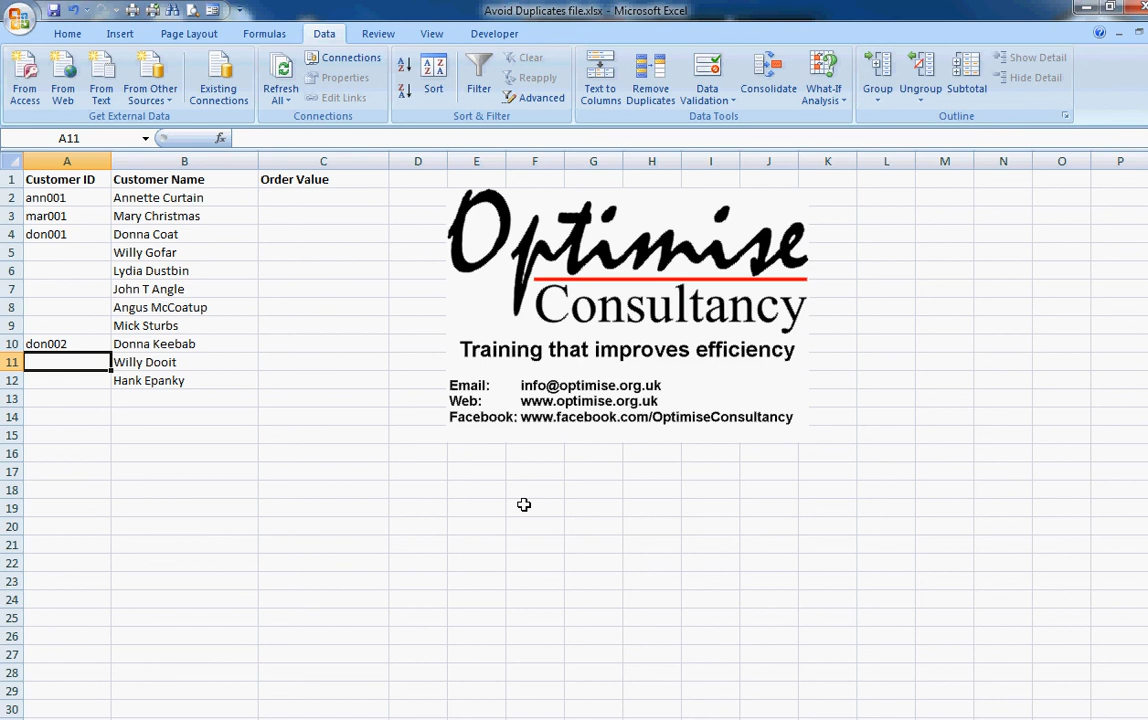 Avoid Duplicates file.xlsx - Microsoft Excel
Home Insert Page Layout Formulas Data Review View Developer
From Access
From Web
From Text
From Other Sources
Existing Connections
Get External Data
Refresh All
Connections
Properties
Edit Links
Connections
Sort
Filter
Clear
Reapply
Advanced
Sort & Filter
Text to Columns
Remove Duplicates
Data Validation
Consolidate
What-If Analysis
Data Tools
Group
Ungroup
Subtotal
Show Detail
Hide Detail
Outline
A11 fx
A B C D E F G H I J K L M N O P
1 Customer ID Customer Name Order Value
2 ann001 Annette Curtain
3 mar001 Mary Christmas
4 don001 Donna Coat
5 Willy Gofar
6 Lydia Dustbin
7 John T Angle
8 Angus McCoatup
9 Mick Sturbs
10 don002 Donna Keebab
11 Willy Dooit
12 Hank Epanky
13
14
15
16
17
18
19
20
21
22
23
24
25
26
27
28
29
30
Optimise
Consultancy
Training that improves efficiency
Email: info@optimise.org.uk
Web: www.optimise.org.uk
Facebook: www.facebook.com/OptimiseConsultancy